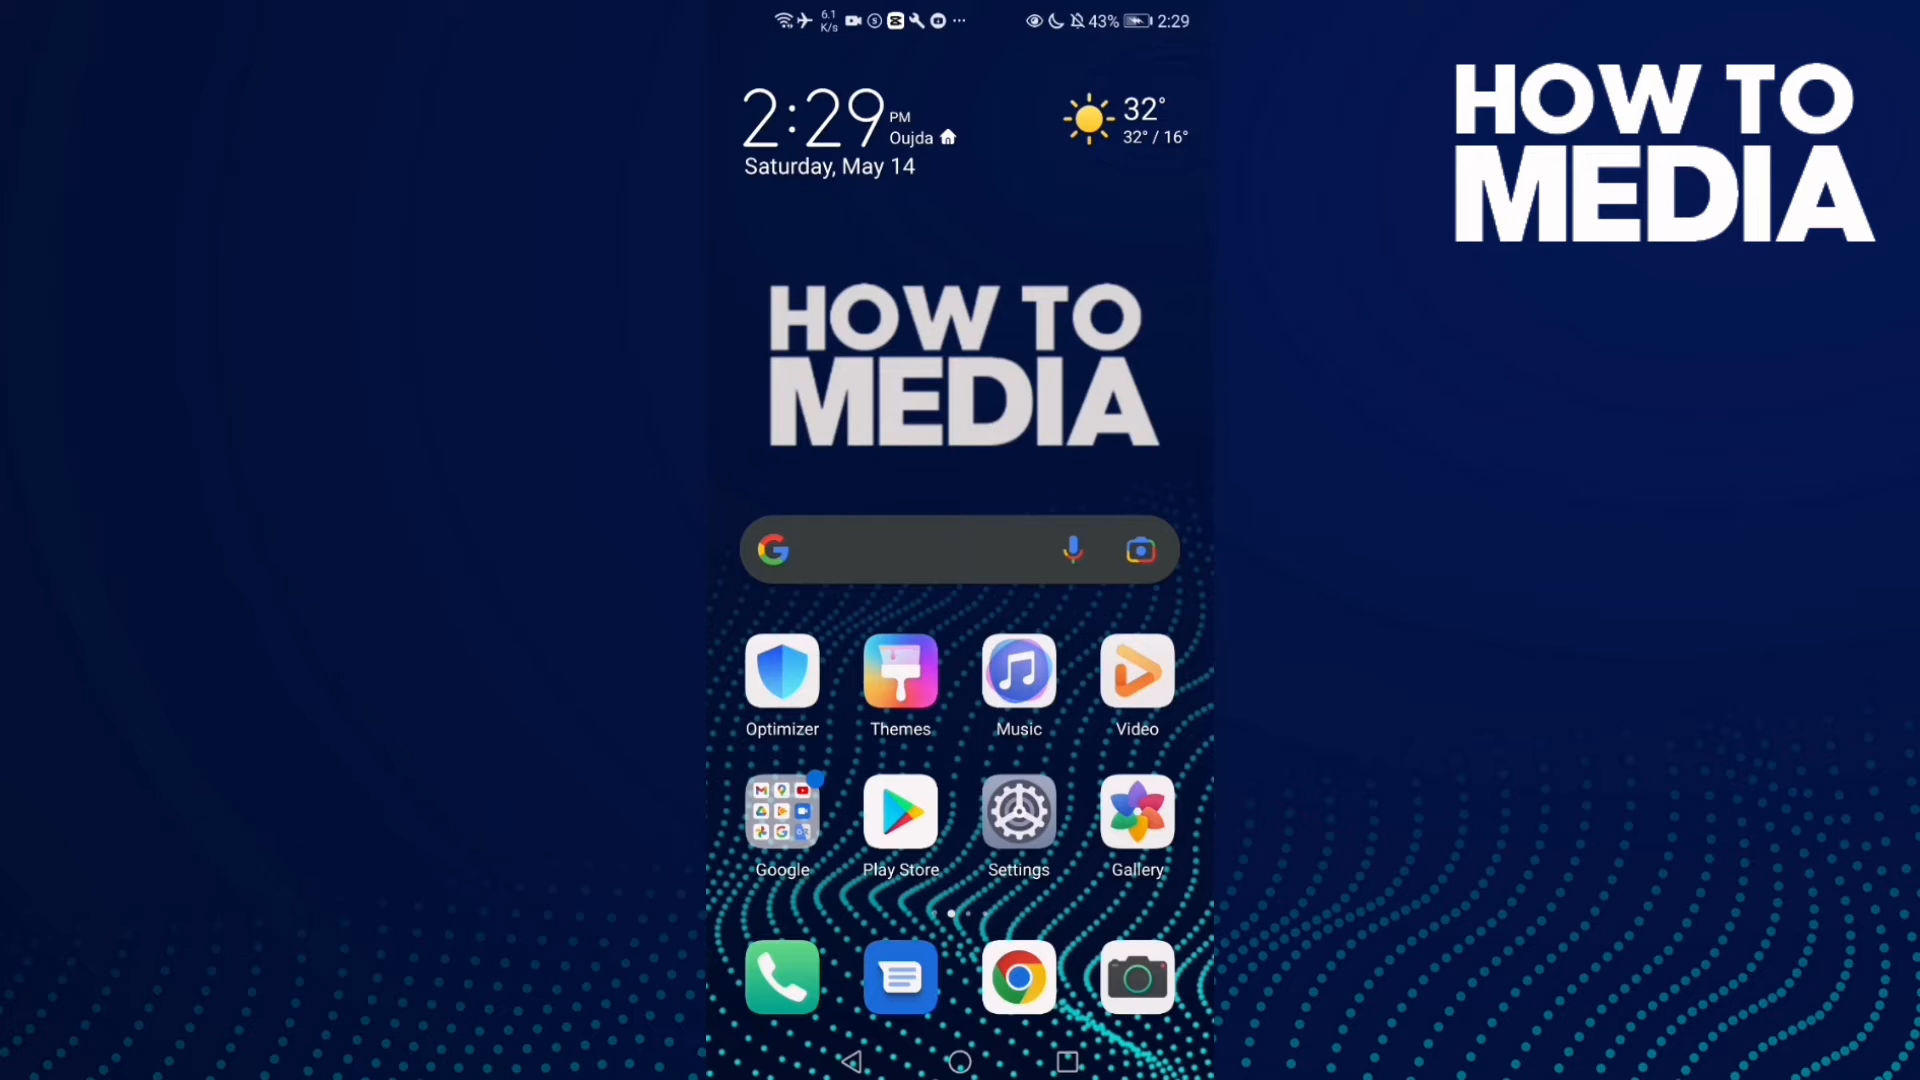 6.1
K/s
43% 2:29
2:29 PM
Oujda
Saturday, May 14
32°
32° / 16°
HOW TO
MEDIA
HOW TO
MEDIA
Optimizer Themes Music Video
Google Play Store Settings Gallery